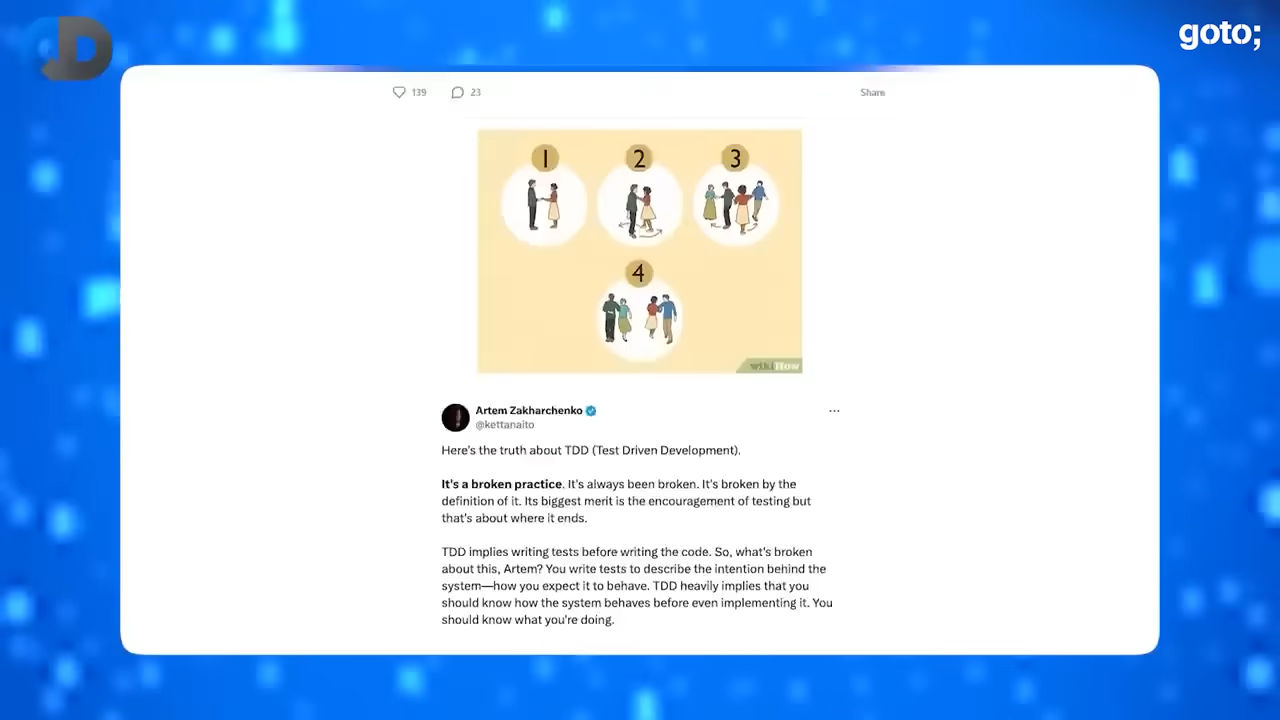 goto;
139
23
Share
1
2
3
4
wikiHow
Artem Zakharchenko
@kettanaito
...
Here's the truth about TDD (Test Driven Development).
It's a broken practice. It's always been broken. It's broken by the
definition of it. Its biggest merit is the encouragement of testing but
that's about where it ends.
TDD implies writing tests before writing the code. So, what's broken
about this, Artem? You write tests to describe the intention behind the
system—how you expect it to behave. TDD heavily implies that you
should know how the system behaves before even implementing it. You
should know what you're doing.